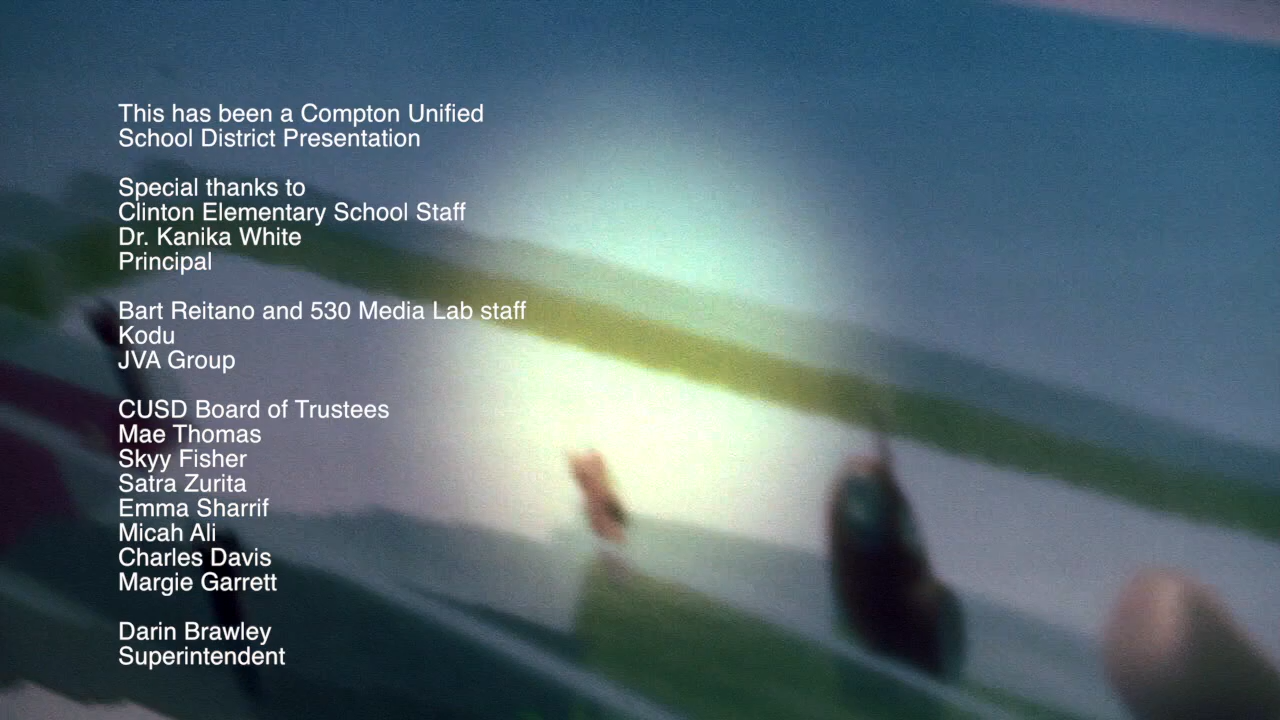 This has been a Compton Unified
School District Presentation
Special thanks to
Clinton Elementary School Staff
Dr. Kanika White
Principal
Bart Reitano and 530 Media Lab staff
Kodu
JVA Group
CUSD Board of Trustees
Mae Thomas
Skyy Fisher
Satra Zurita
Emma Sharrif
Micah Ali
Charles Davis
Margie Garrett
Darin Brawley
Superintendent